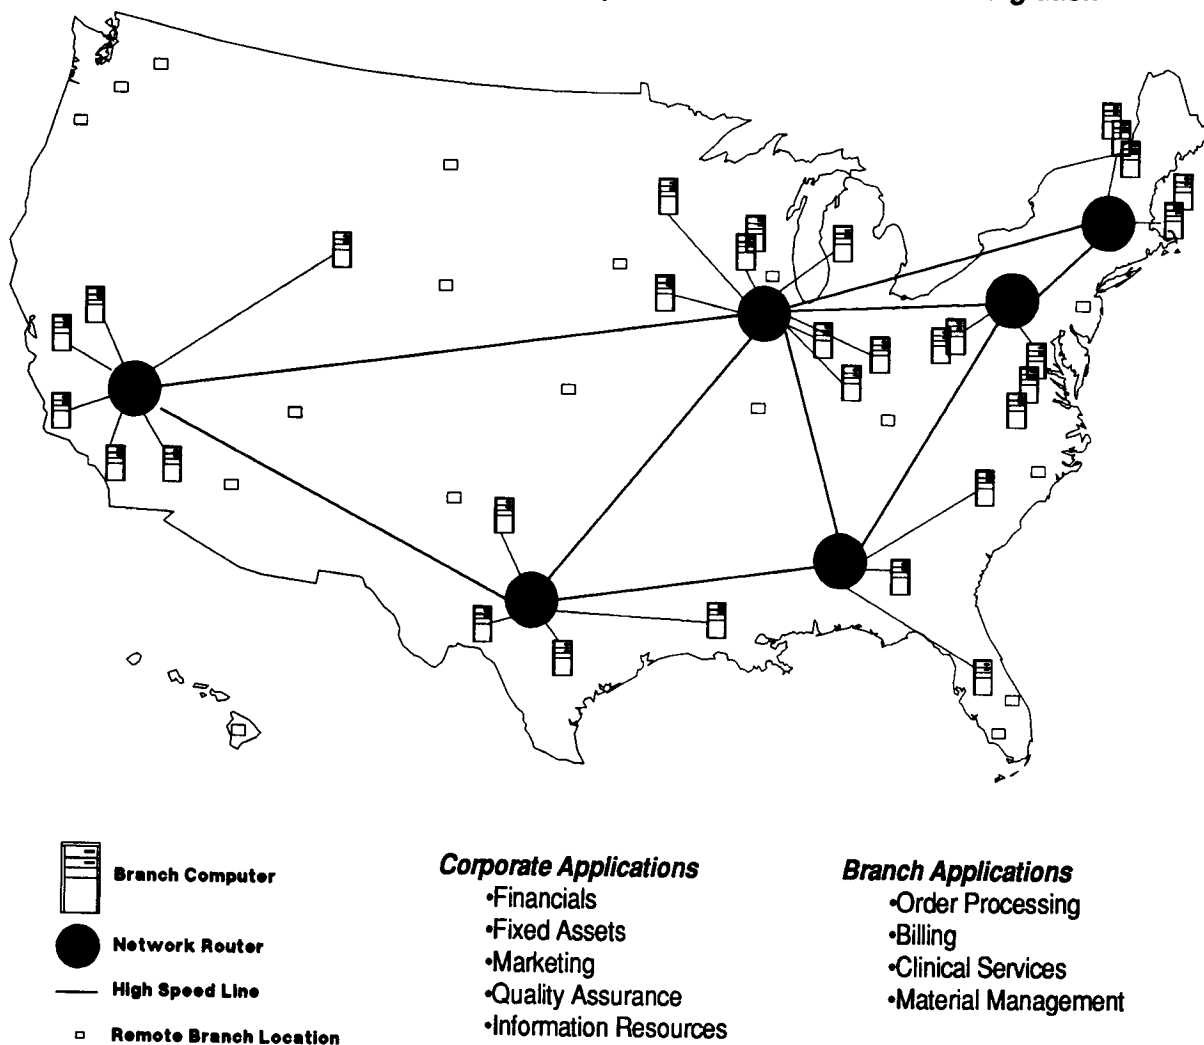 Branch Computer
Network Router
High Speed Line
Remote Branch Location
Corporate Applications
•Financials
•Fixed Assets
•Marketing
•Quality Assurance
•Information Resources
Branch Applications
•Order Processing
•Billing
•Clinical Services
•Material Management